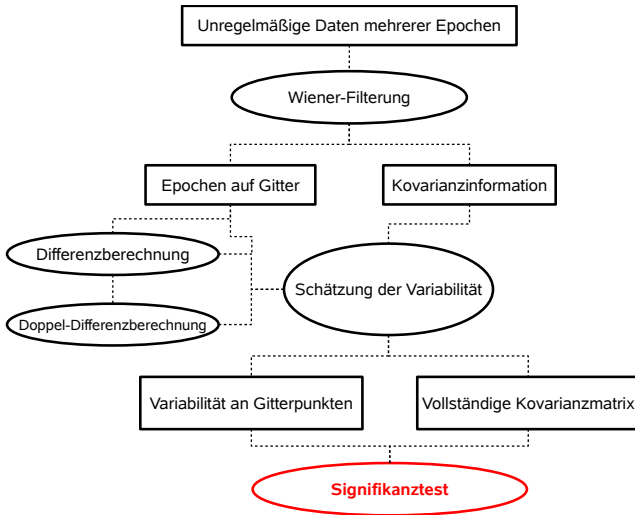 Unregelmäßige Daten mehrerer Epochen
Wiener-Filterung
Epochen auf Gitter
Kovarianzinformation
Differenzberechnung
Schätzung der Variabilität
Doppel-Differenzberechnung
Variabilität an Gitterpunkten
Vollständige Kovarianzmatrix
Signifikanztest